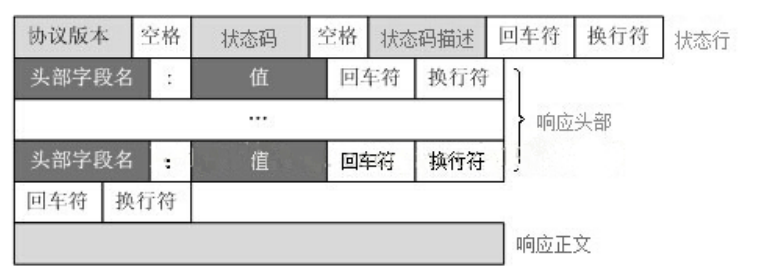 协议版本 空格 状态码 空格 状态码描述 回车符 换行符 状态行
头部字段名 : 值 回车符 换行符
... 响应头部
头部字段名 : 值 回车符 换行符
回车符 换行符
响应正文